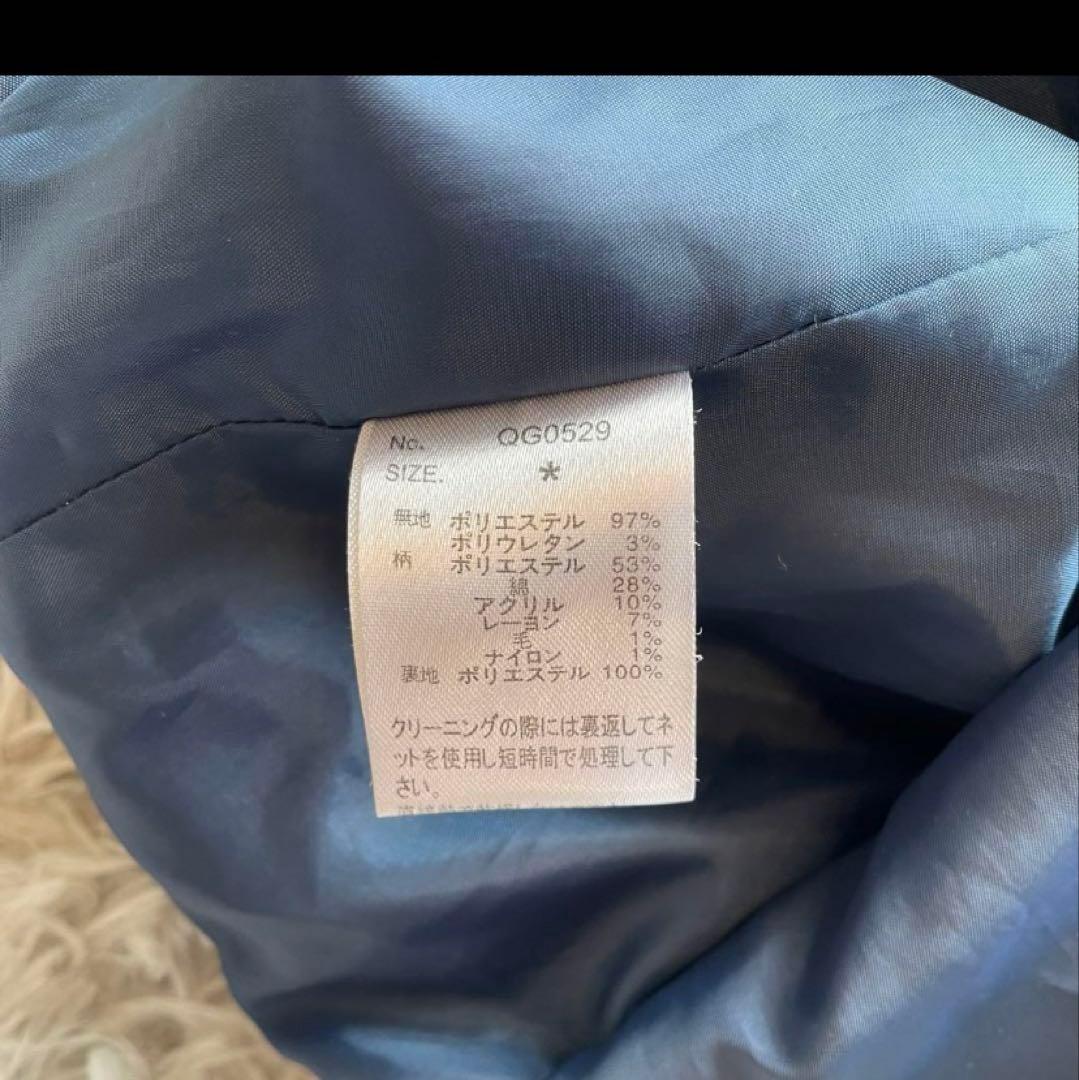 No. QG0529
SIZE. *
無地 ポリエステル 97%
ポリウレタン 3%
柄 ポリエステル 53%
綿 28%
アクリル 10%
レーヨン 7%
毛 1%
ナイロン 1%
裏地 ポリエステル 100%
クリーニングの際には裏返してネ
ットを使用し短時間で処理して下
さい。